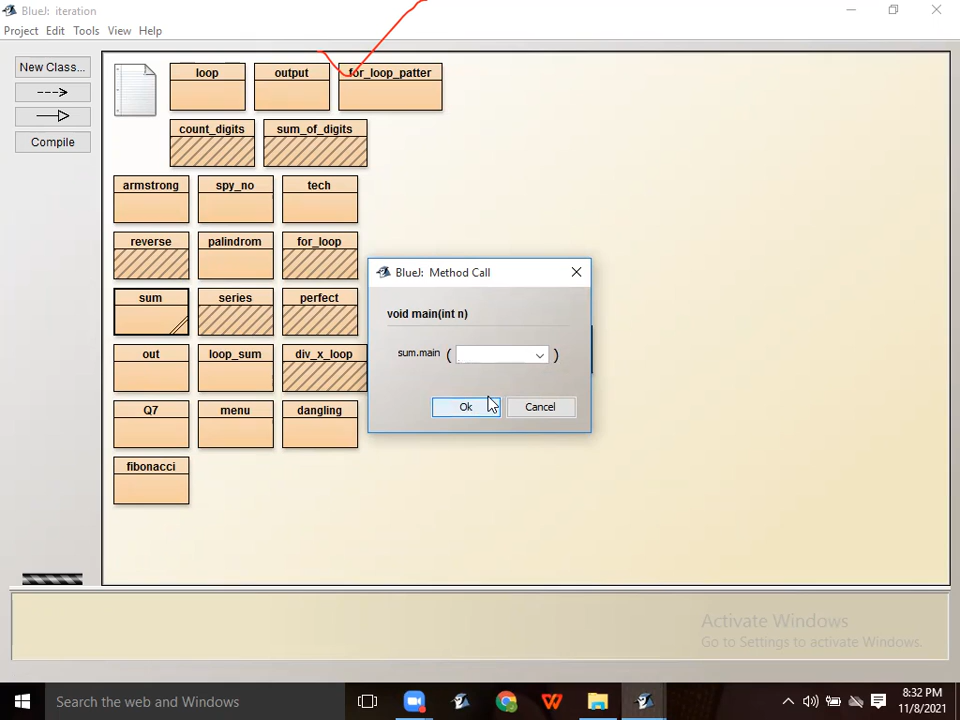 BlueJ: iteration
Project Edit Tools View Help
New Class...
Compile
loop output for_loop_patter
count_digits sum_of_digits
armstrong spy_no tech
reverse palindrom for_loop
sum series perfect
out loop_sum div_x_loop
Q7 menu dangling
fibonacci
BlueJ: Method Call
void main(int n)
sum.main ( )
Ok Cancel
Activate Windows
Go to Settings to activate Windows.
Search the web and Windows
8:32 PM
11/8/2021